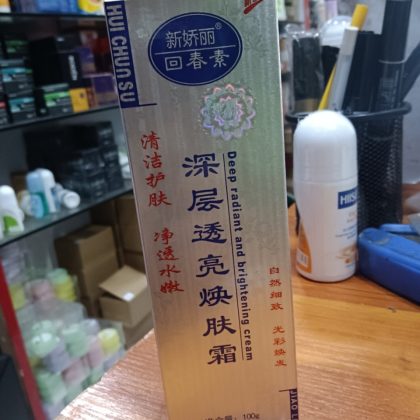 HUI CHUN SU
新娇丽®
回春素
清洁护肤 净透水嫩
深层透亮焕肤霜
Deep radiant and brightening cream
自然细致 光彩焕发
100g